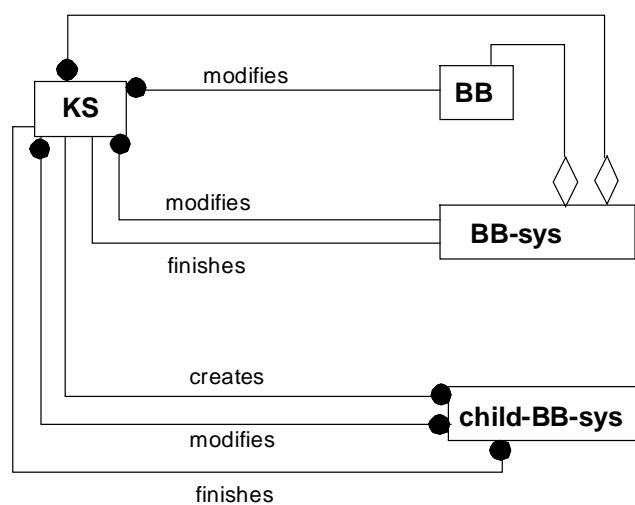 modifies
BB
KS
modifies
BB-sys
finishes
creates
child-BB-sys
modifies
finishes